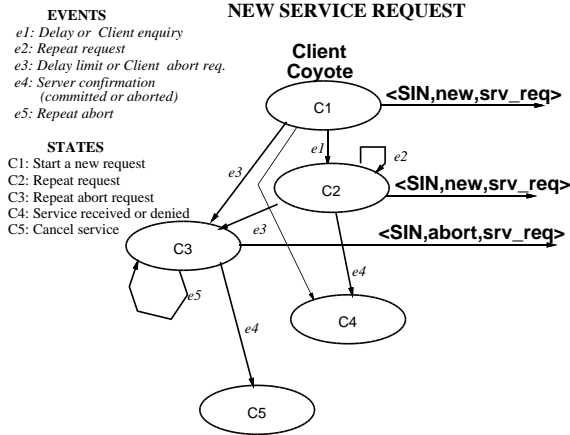 NEW SERVICE REQUEST
EVENTS
e1: Delay or Client enquiry
e2: Repeat request
e3: Delay limit or Client abort req.
e4: Server confirmation
(committed or aborted)
e5: Repeat abort
STATES
C1: Start a new request
C2: Repeat request
C3: Repeat abort request
C4: Service received or denied
C5: Cancel service
Client
Coyote
C1
<SIN,new,srv_req>
e1
e2
e3
C2
<SIN,new,srv_req>
e3
C3
<SIN,abort,srv_req>
e4
e5
C4
e4
C5